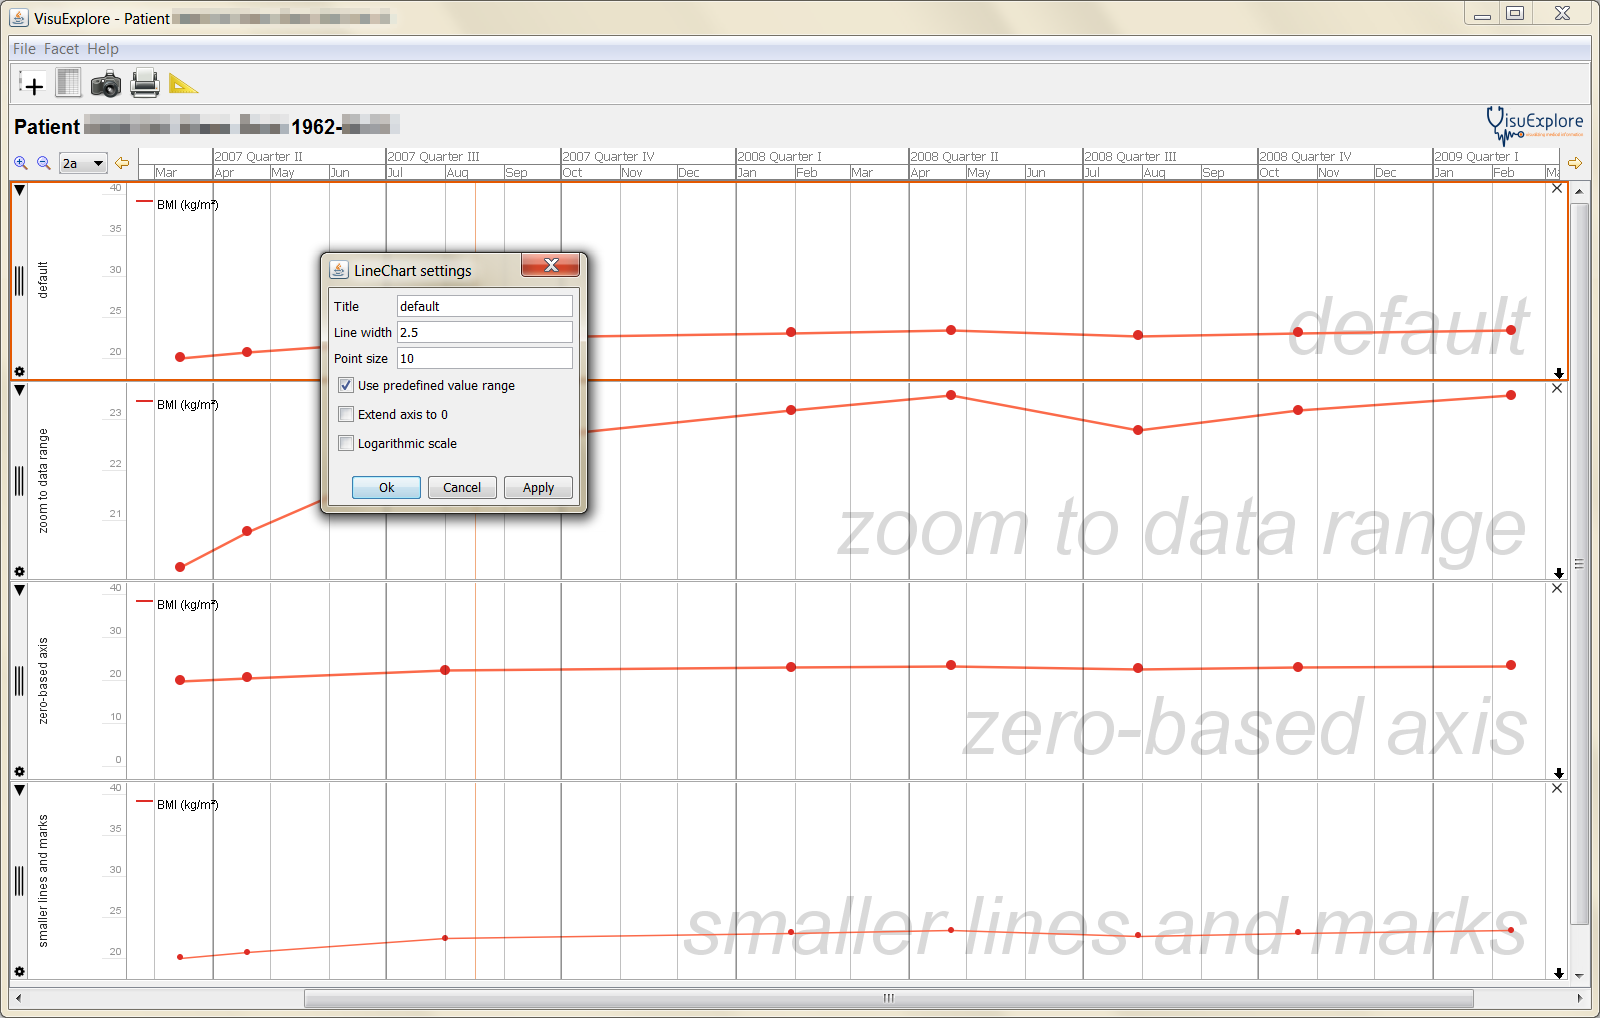 VisuExplore - Patient
File Facet Help
Patient 1962-
VisuExplore
visualizing medical information
2a
2007 Quarter II 2007 Quarter III 2007 Quarter IV 2008 Quarter I 2008 Quarter II 2008 Quarter III 2008 Quarter IV 2009 Quarter I
Mar Apr May Jun Jul Aug Sep Oct Nov Dec Jan Feb Mar Apr May Jun Jul Aug Sep Oct Nov Dec Jan Feb
default
40
35
30
25
20
BMI (kg/m²)
default
LineChart settings
Title default
Line width 2.5
Point size 10
Use predefined value range
Extend axis to 0
Logarithmic scale
Ok Cancel Apply
zoom to data range
23
22
21
BMI (kg/m²)
zoom to data range
zero-based axis
40
30
20
10
0
BMI (kg/m²)
zero-based axis
smaller lines and marks
40
35
30
25
20
BMI (kg/m²)
smaller lines and marks